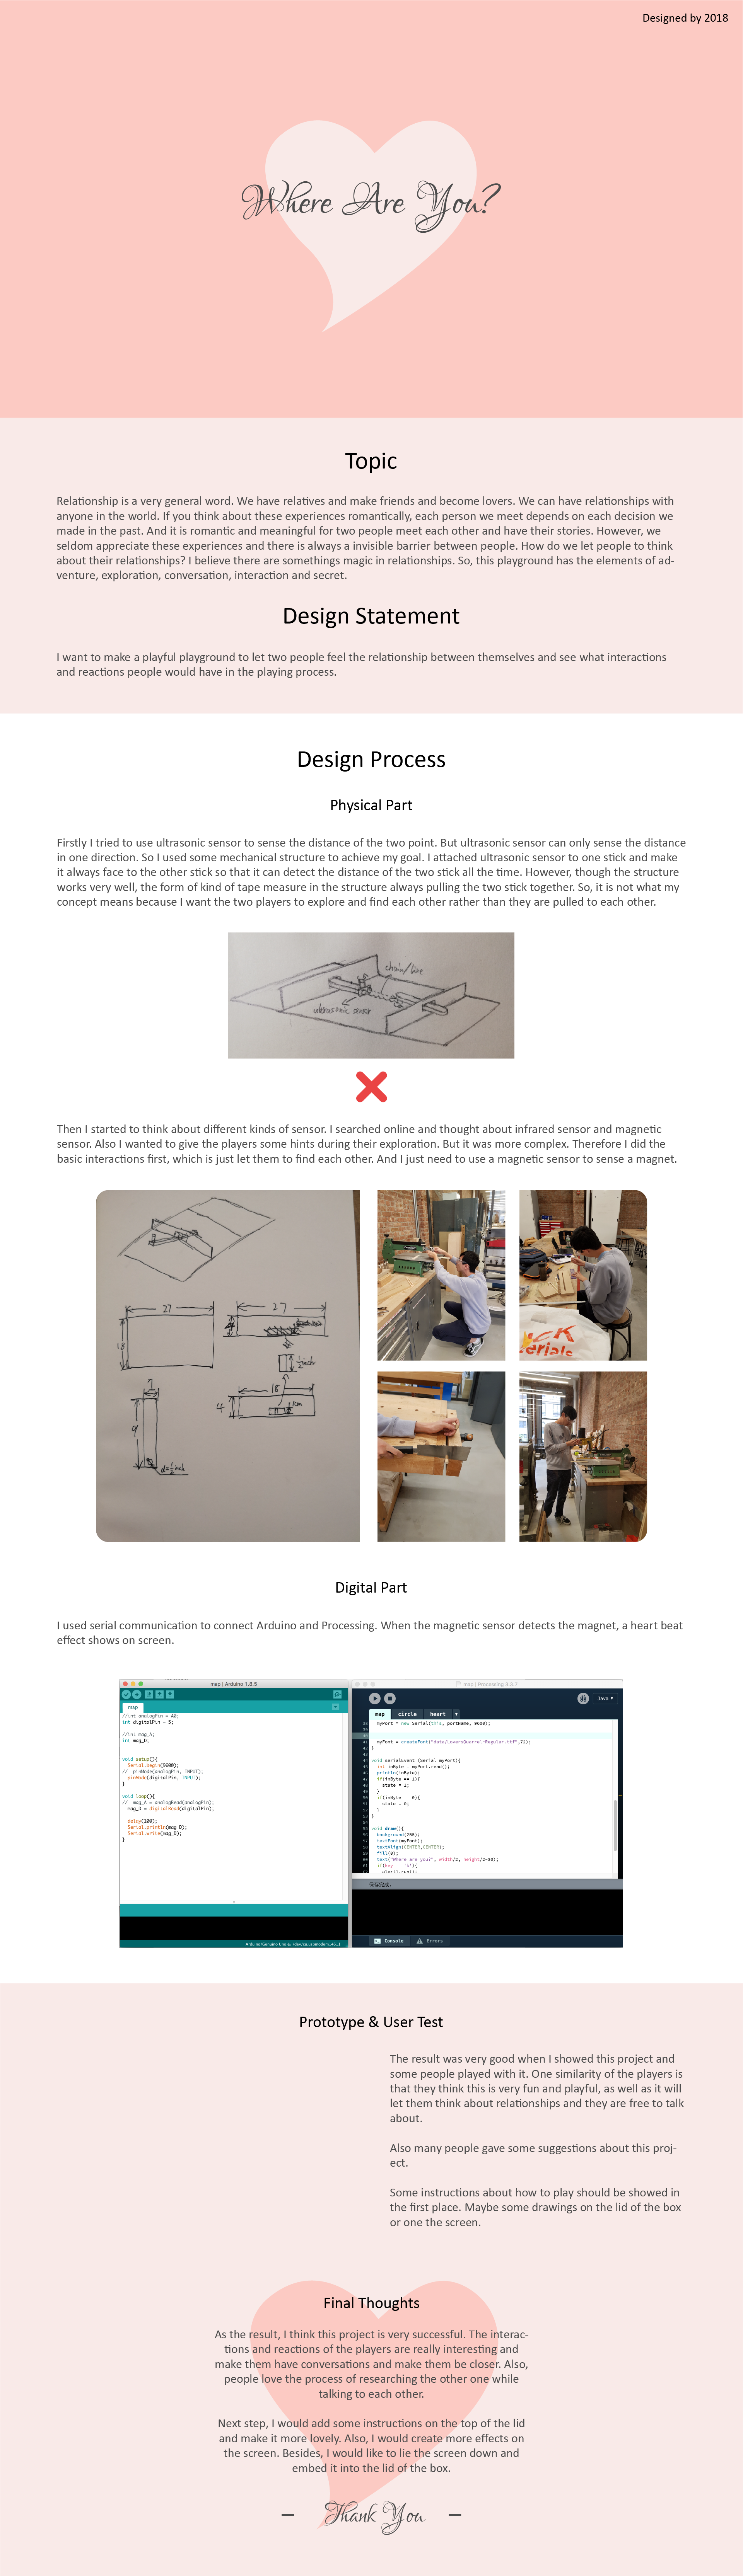 Designed by 2018
Where Are You?
Topic
Relationship is a very general word. We have relatives and make friends and become lovers. We can have relationships with
anyone in the world. If you think about these experiences romantically, each person we meet depends on each decision we
made in the past. And it is romantic and meaningful for two people meet each other and have their stories. However, we
seldom appreciate these experiences and there is always a invisible barrier between people. How do we let people to think
about their relationships? I believe there are somethings magic in relationships. So, this playground has the elements of ad-
venture, exploration, conversation, interaction and secret.
Design Statement
I want to make a playful playground to let two people feel the relationship between themselves and see what interactions
and reactions people would have in the playing process.
Design Process
Physical Part
Firstly I tried to use ultrasonic sensor to sense the distance of the two point. But ultrasonic sensor can only sense the distance
in one direction. So I used some mechanical structure to achieve my goal. I attached ultrasonic sensor to one stick and make
it always face to the other stick so that it can detect the distance of the two stick all the time. However, though the structure
works very well, the form of kind of tape measure in the structure always pulling the two stick together. So, it is not what my
concept means because I want the two players to explore and find each other rather than they are pulled to each other.
chain/line
ultrasonic sensor
Then I started to think about different kinds of sensor. I searched online and thought about infrared sensor and magnetic
sensor. Also I wanted to give the players some hints during their exploration. But it was more complex. Therefore I did the
basic interactions first, which is just let them to find each other. And I just need to use a magnetic sensor to sense a magnet.
27
27
4
18
4
9
Digital Part
I used serial communication to connect Arduino and Processing. When the magnetic sensor detects the magnet, a heart beat
effect shows on screen.
map | Arduino 1.8.5
map
//int analogPin = A0;
int digitalPin = 5;
//int mag_A;
int mag_D;
void setup(){
Serial.begin(9600);
// pinMode(analogPin, INPUT);
pinMode(digitalPin, INPUT);
}
void loop(){
// mag_A = analogRead(analogPin);
mag_D = digitalRead(digitalPin);
delay(100);
Serial.println(mag_D);
Serial.write(mag_D);
}
map | Processing 3.3.7
Java
map circle heart
myPort = new Serial(this, portName, 9600);
myFont = createFont("data/LoversQuarrel-Regular.ttf",72);
}
void serialEvent (Serial myPort){
int inByte = myPort.read();
println(inByte);
if(inByte == 1){
state = 1;
}
if(inByte == 0){
state = 0;
}
}
void draw(){
background(255);
textFont(myFont);
textAlign(CENTER,CENTER);
fill(0);
text("Where are you?", width/2, height/2-30);
保存完成。
Console Errors
Prototype & User Test
The result was very good when I showed this project and
some people played with it. One similarity of the players is
that they think this is very fun and playful, as well as it will
let them think about relationships and they are free to talk
about.
Also many people gave some suggestions about this proj-
ect.
Some instructions about how to play should be showed in
the first place. Maybe some drawings on the lid of the box
or one the screen.
Final Thoughts
As the result, I think this project is very successful. The interac-
tions and reactions of the players are really interesting and
make them have conversations and make them be closer. Also,
people love the process of researching the other one while
talking to each other.
Next step, I would add some instructions on the top of the lid
and make it more lovely. Also, I would create more effects on
the screen. Besides, I would like to lie the screen down and
embed it into the lid of the box.
– Thank You –